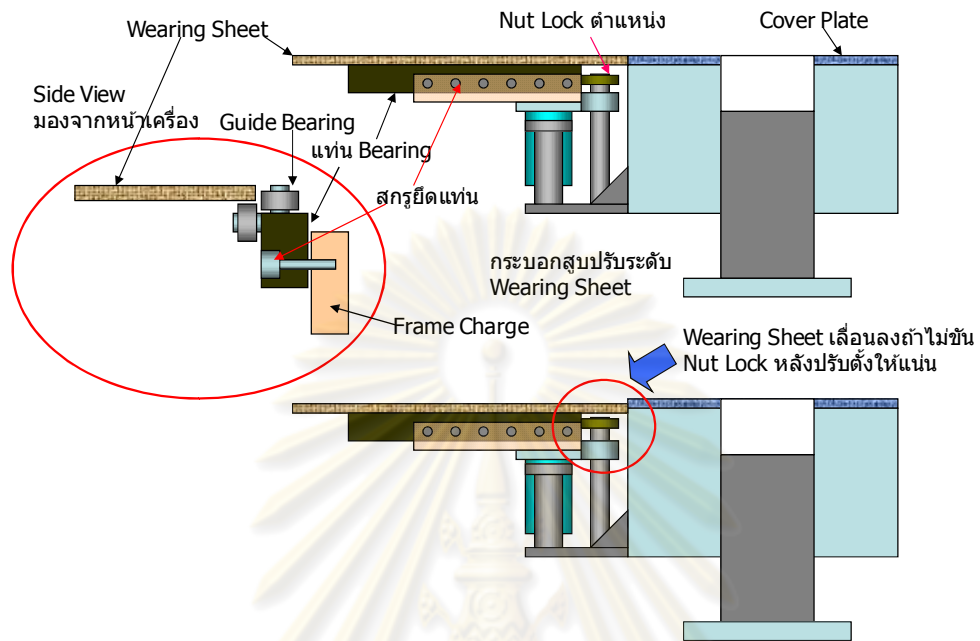 Wearing Sheet
Nut Lock ตำแหน่ง
Cover Plate
Side View
มองจากหน้าเครื่อง
Guide Bearing
แท่น Bearing
สกรูยึดแท่น
กระบอกสูบปรับระดับ
Wearing Sheet
Frame Charge
Wearing Sheet เลื่อนลงถ้าไม่ขัน
Nut Lock หลังปรับตั้งให้แน่น